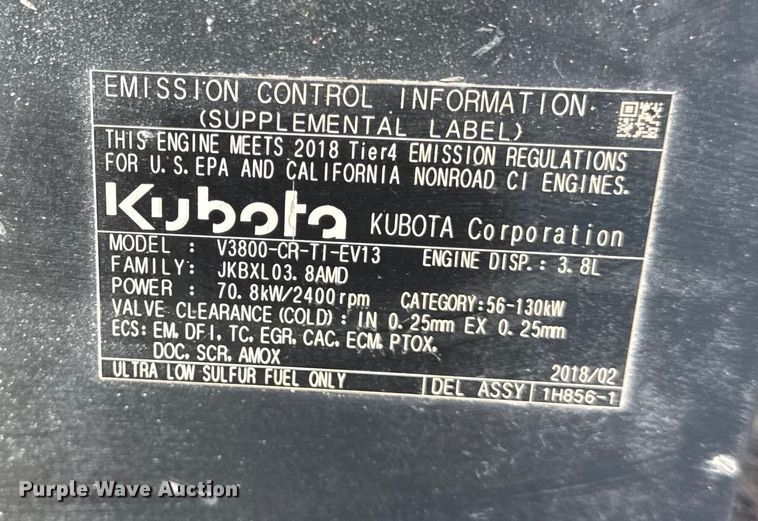 EMISSION CONTROL INFORMATION
(SUPPLEMENTAL LABEL)
THIS ENGINE MEETS 2018 Tier4 EMISSION REGULATIONS
FOR U.S.EPA AND CALIFORNIA NONROAD CI ENGINES.
Kubota KUBOTA Corporation
MODEL : V3800-CR-TI-EV13 ENGINE DISP.: 3.8L
FAMILY: JKBXL03.8AMD
POWER : 70.8kW/2400rpm CATEGORY:56-130kW
VALVE CLEARANCE(COLD): IN 0.25mm EX 0.25mm
ECS: EM, DFI, TC, EGR, CAC, ECM, PTOX,
DOC, SCR, AMOX
2018/02
ULTRA LOW SULFUR FUEL ONLY DEL ASSY 1H856-1
Purple Wave Auction